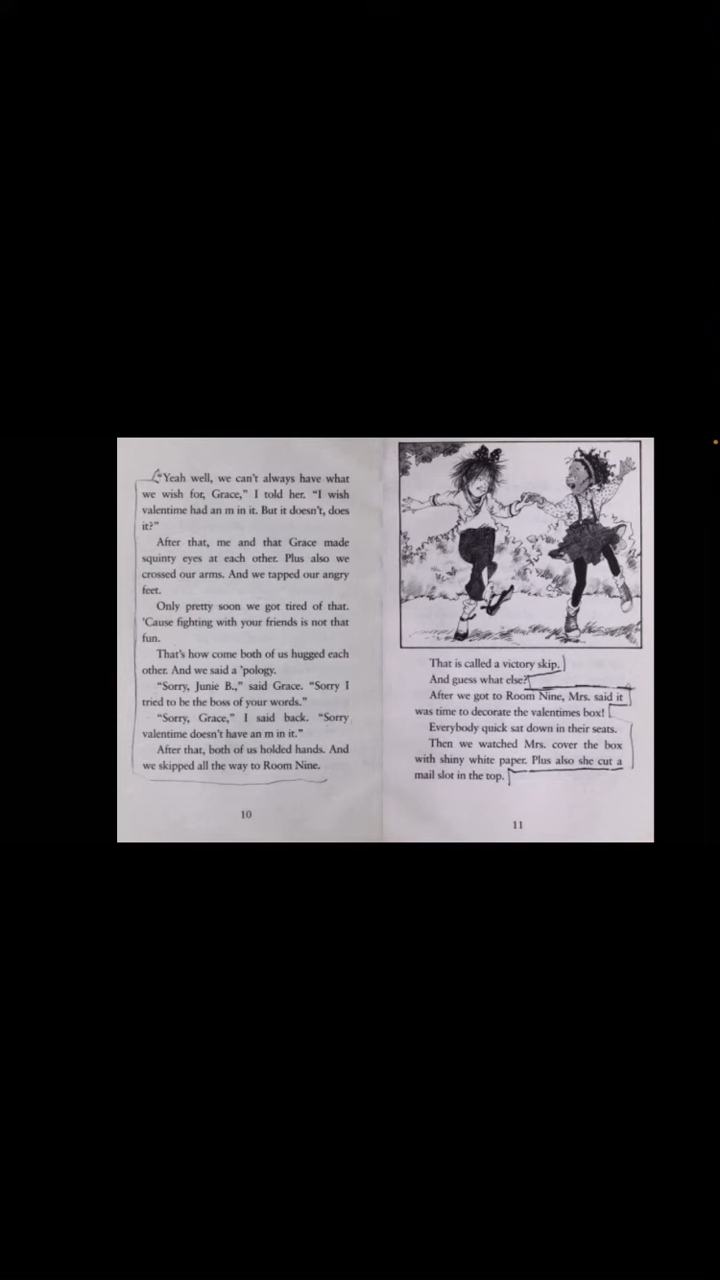 “Yeah well, we can’t always have what
we wish for, Grace,” I told her. “I wish
valentime had an m in it. But it doesn’t, does
it?”
After that, me and that Grace made
squinty eyes at each other. Plus also we
crossed our arms. And we tapped our angry
feet.
Only pretty soon we got tired of that.
’Cause fighting with your friends is not that
fun.
That’s how come both of us hugged each
other. And we said a ’pology.
“Sorry, Junie B.,” said Grace. “Sorry I
tried to be the boss of your words.”
“Sorry, Grace,” I said back. “Sorry
valentime doesn’t have an m in it.”
After that, both of us holded hands. And
we skipped all the way to Room Nine.
10
That is called a victory skip.
And guess what else?
After we got to Room Nine, Mrs. said it
was time to decorate the valentimes box!
Everybody quick sat down in their seats.
Then we watched Mrs. cover the box
with shiny white paper. Plus also she cut a
mail slot in the top.
11